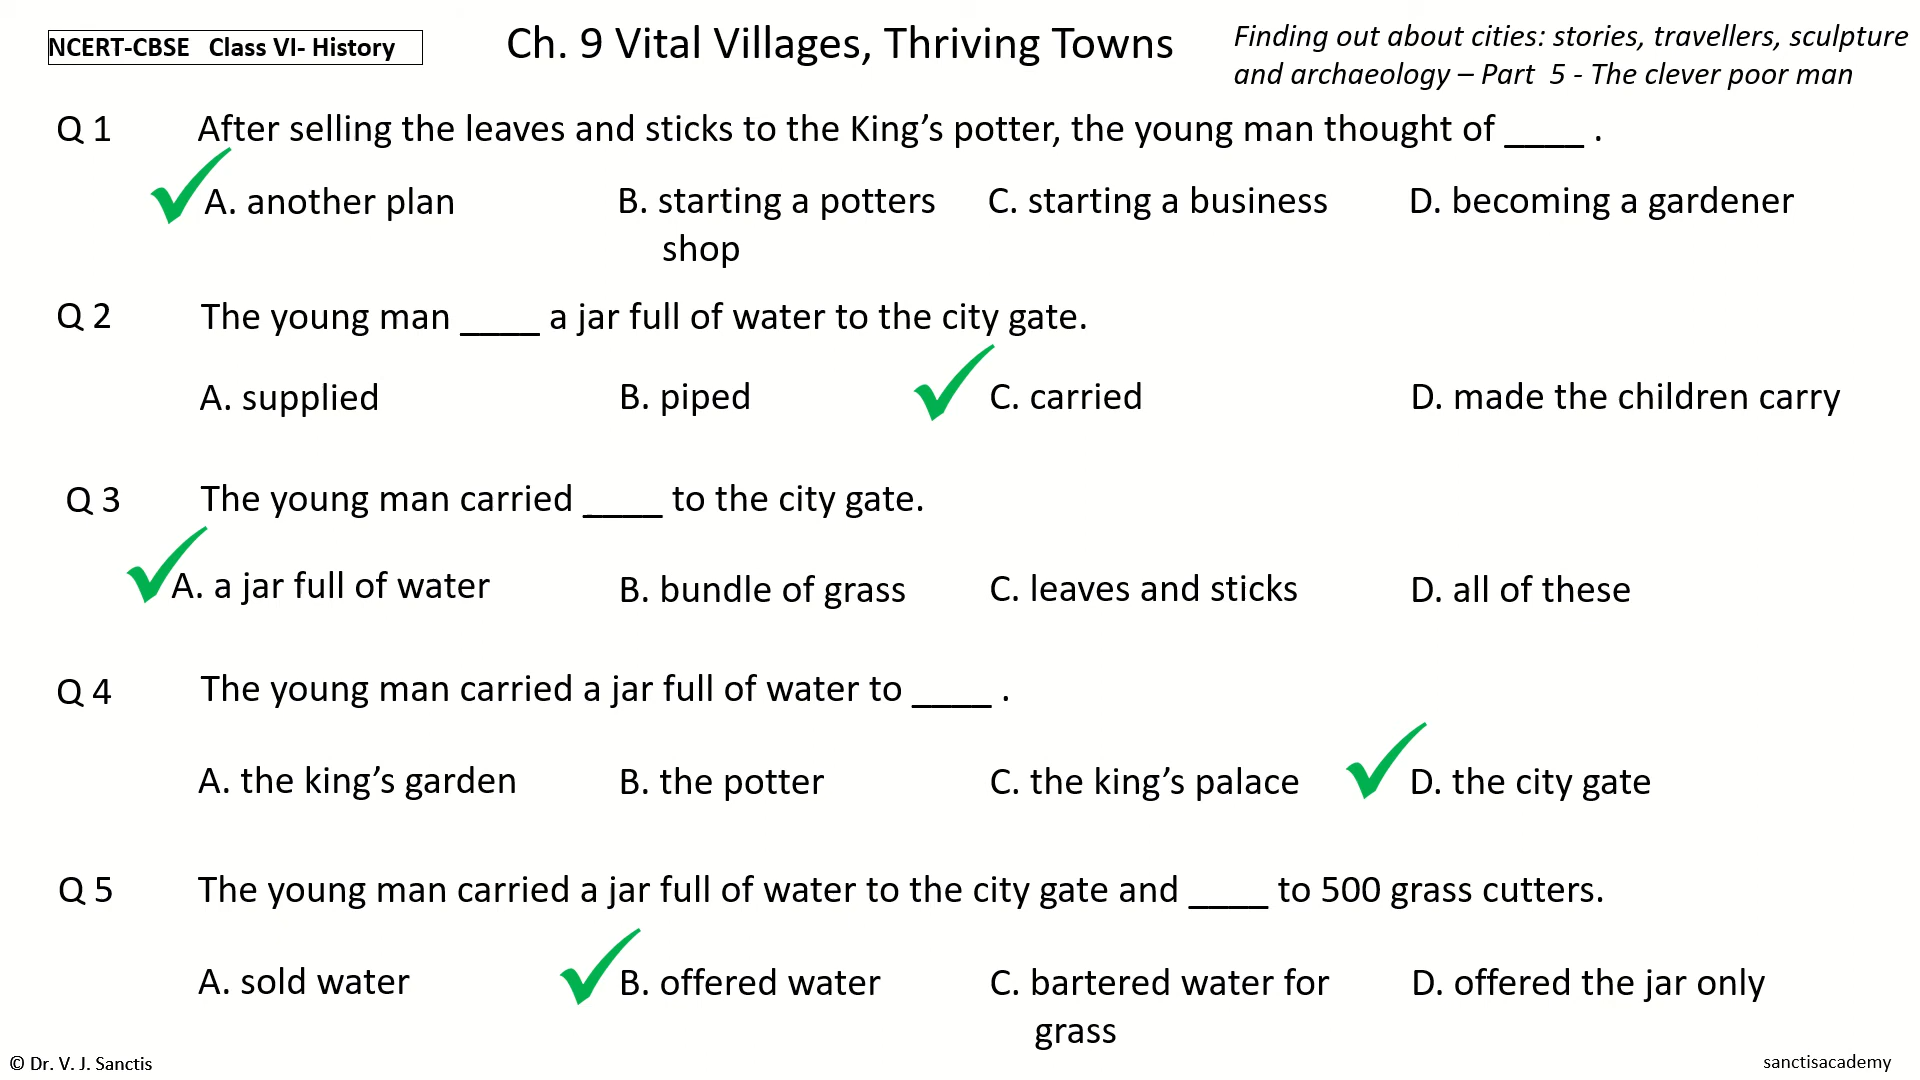 NCERT-CBSE Class VI- History
Ch. 9 Vital Villages, Thriving Towns
Finding out about cities: stories, travellers, sculpture
and archaeology – Part 5 - The clever poor man
Q 1 After selling the leaves and sticks to the King’s potter, the young man thought of ____ .
A. another plan B. starting a potters C. starting a business D. becoming a gardener
shop
Q 2 The young man ____ a jar full of water to the city gate.
A. supplied B. piped C. carried D. made the children carry
Q 3 The young man carried ____ to the city gate.
A. a jar full of water B. bundle of grass C. leaves and sticks D. all of these
Q 4 The young man carried a jar full of water to ____ .
A. the king’s garden B. the potter C. the king’s palace D. the city gate
Q 5 The young man carried a jar full of water to the city gate and ____ to 500 grass cutters.
A. sold water B. offered water C. bartered water for D. offered the jar only
grass
© Dr. V. J. Sanctis
sanctisacademy